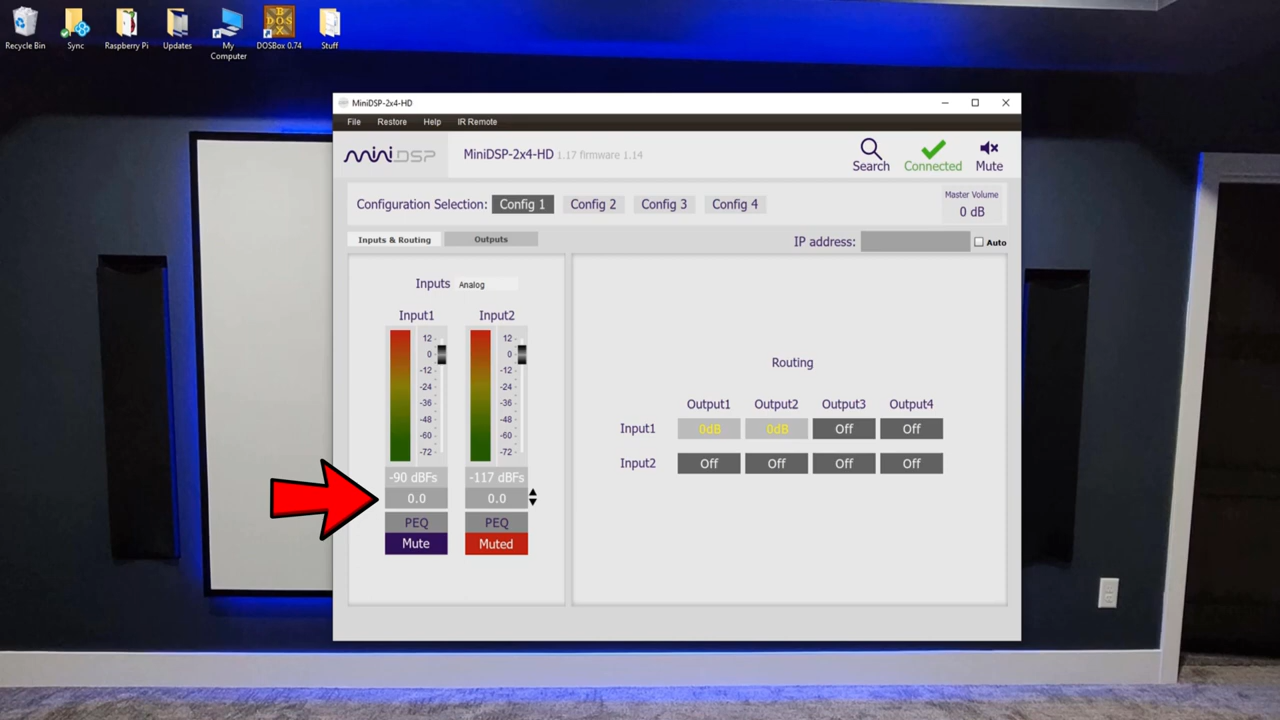 Recycle Bin
Sync
Raspberry Pi
Updates
My
Computer
DOSBox 0.74
Stuff
MiniDSP-2x4-HD
File Restore Help IR Remote
miniDSP MiniDSP-2x4-HD 1.17 firmware 1.14
Search Connected Mute
Configuration Selection: Config 1 Config 2 Config 3 Config 4
Master Volume
0 dB
Inputs & Routing Outputs
IP address: Auto
Inputs Analog
Input1 Input2
12 12
0 0
-12 -12
-24 -24
-36 -36
-48 -48
-60 -60
-72 -72
-90 dBFs -117 dBFs
0.0 0.0
PEQ PEQ
Mute Muted
Routing
Output1 Output2 Output3 Output4
Input1 0dB 0dB Off Off
Input2 Off Off Off Off